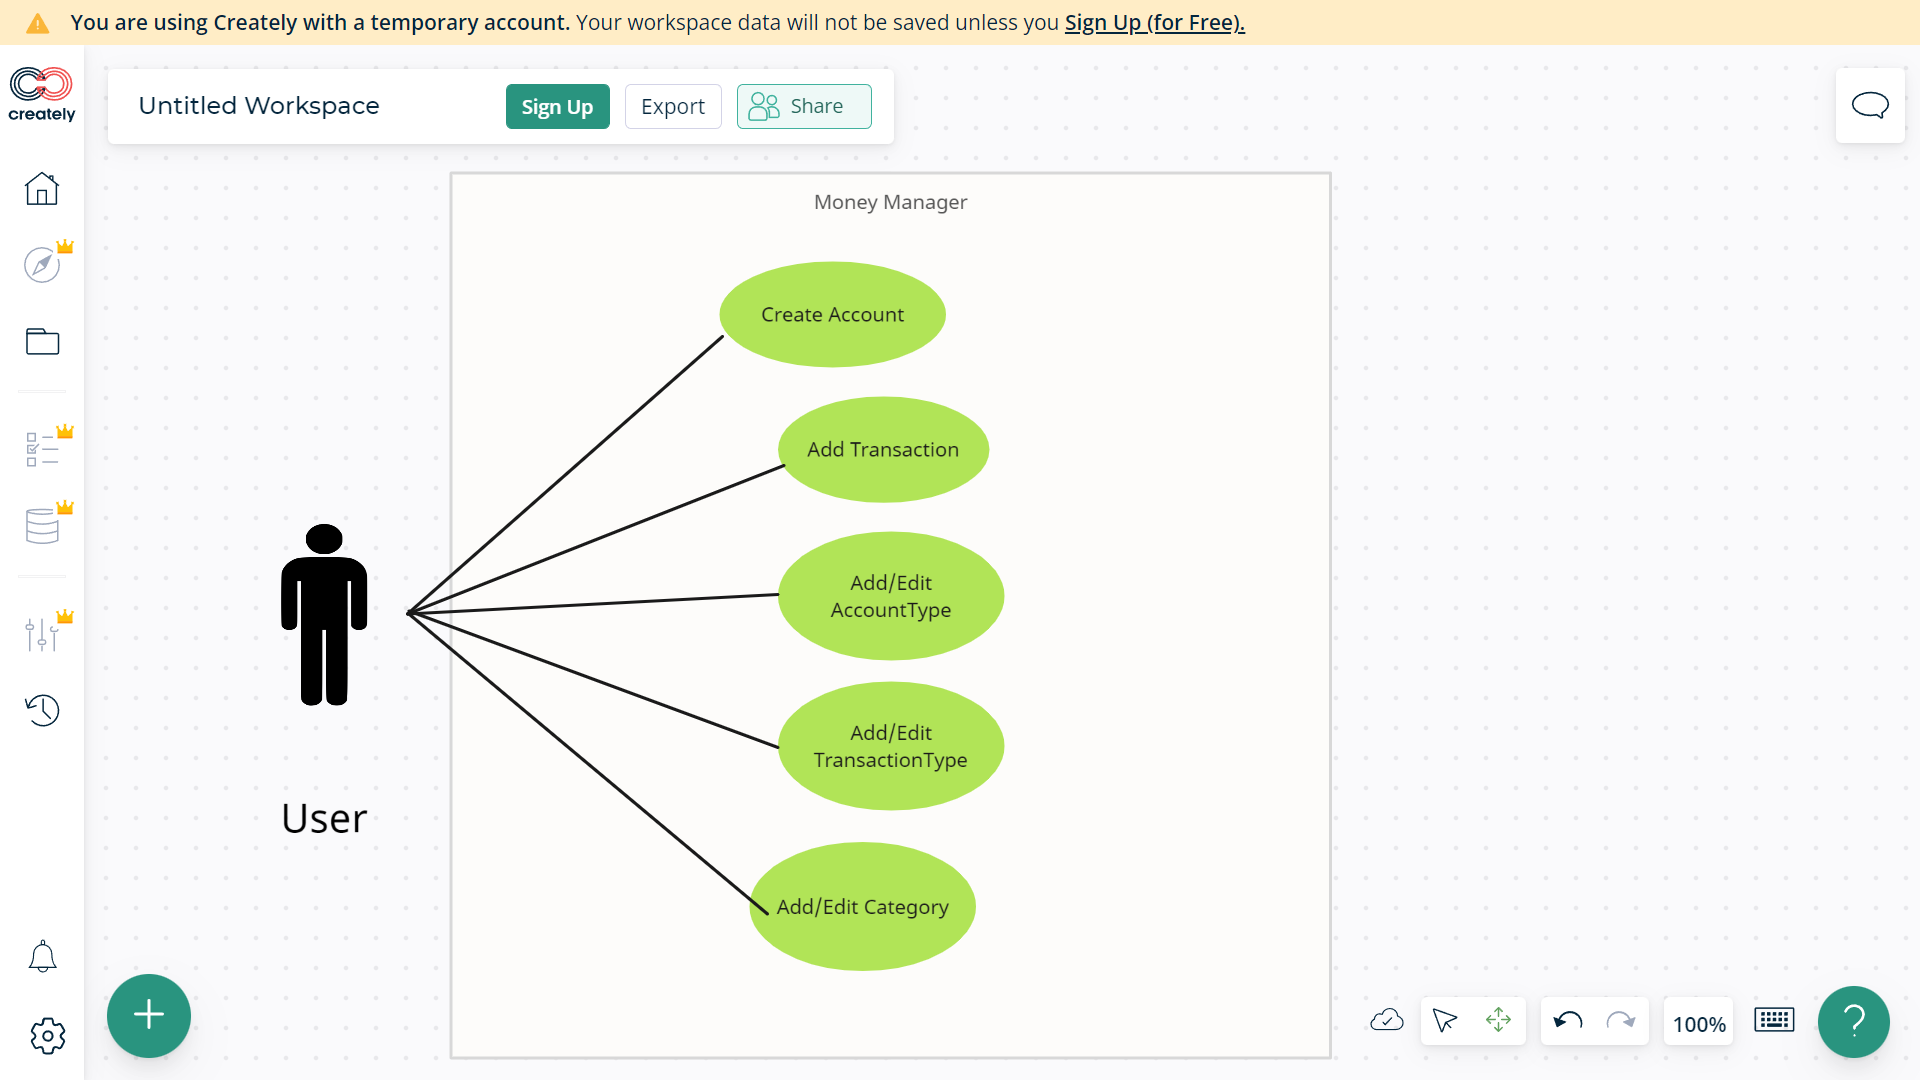 You are using Creately with a temporary account. Your workspace data will not be saved unless you Sign Up (for Free).
creately
Untitled Workspace
Sign Up
Export
Share
Money Manager
Create Account
Add Transaction
Add/Edit
AccountType
Add/Edit
TransactionType
User
Add/Edit Category
100%
?